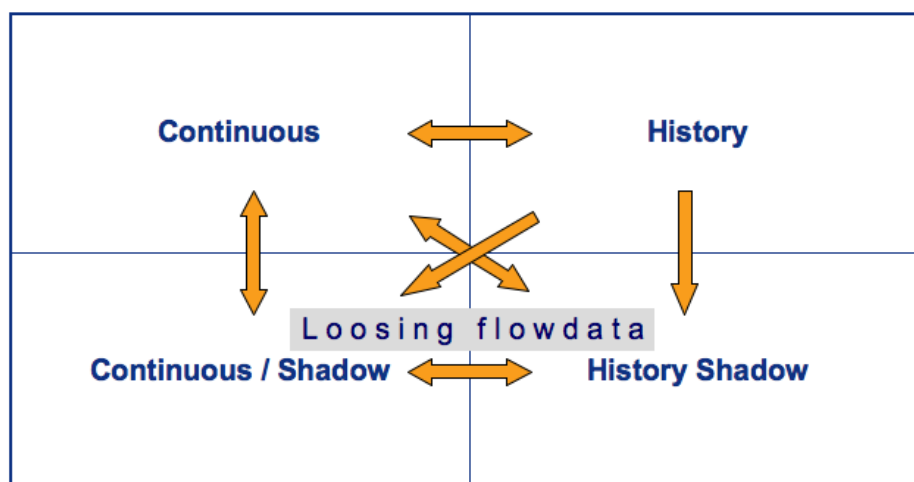 Continuous
History
Loosing flowdata
Continuous / Shadow
History Shadow